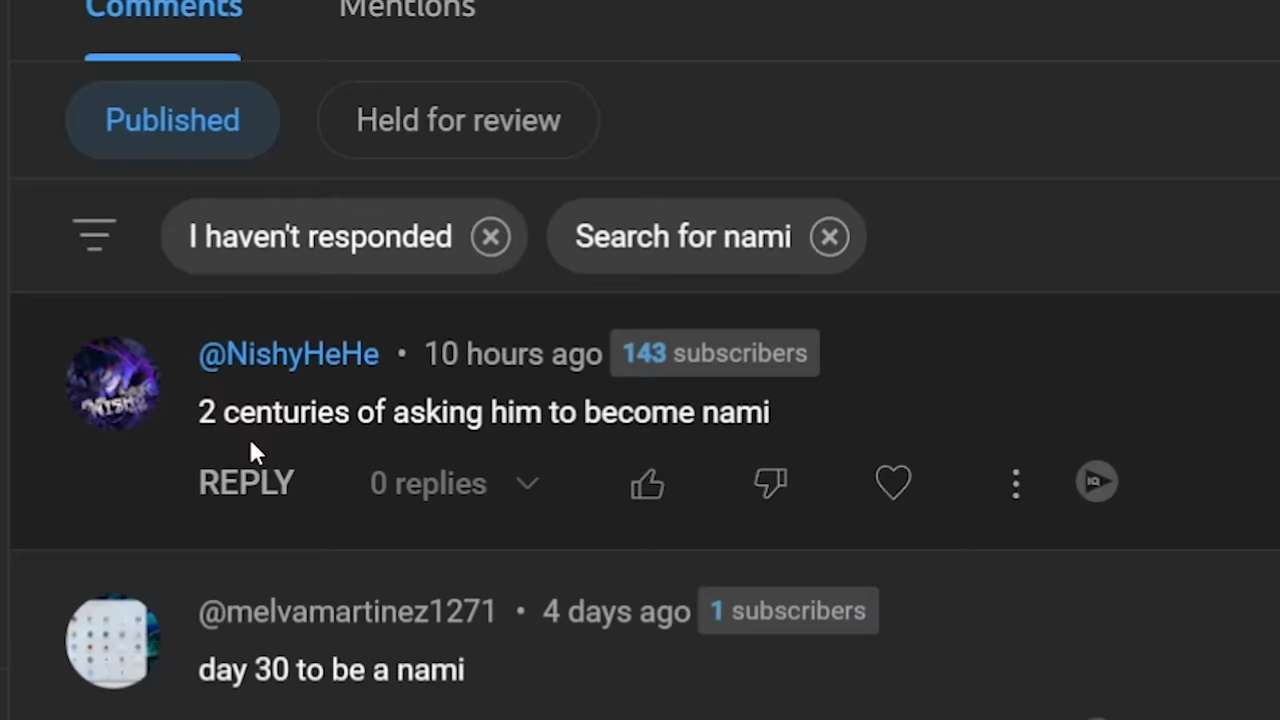 Comments Mentions
Published Held for review
I haven't responded Search for nami
@NishyHeHe • 10 hours ago 143 subscribers
2 centuries of asking him to become nami
REPLY 0 replies
IQ
@melvamartinez1271 • 4 days ago 1 subscribers
day 30 to be a nami